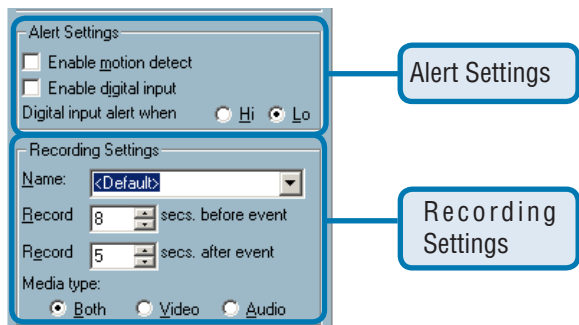 Alert Settings
Enable motion detect
Enable digital input
Digital input alert when Hi Lo
Alert Settings
Recording Settings
Name: <Default>
Record 8 secs. before event
Record 5 secs. after event
Media type:
Both Video Audio
Recording
Settings